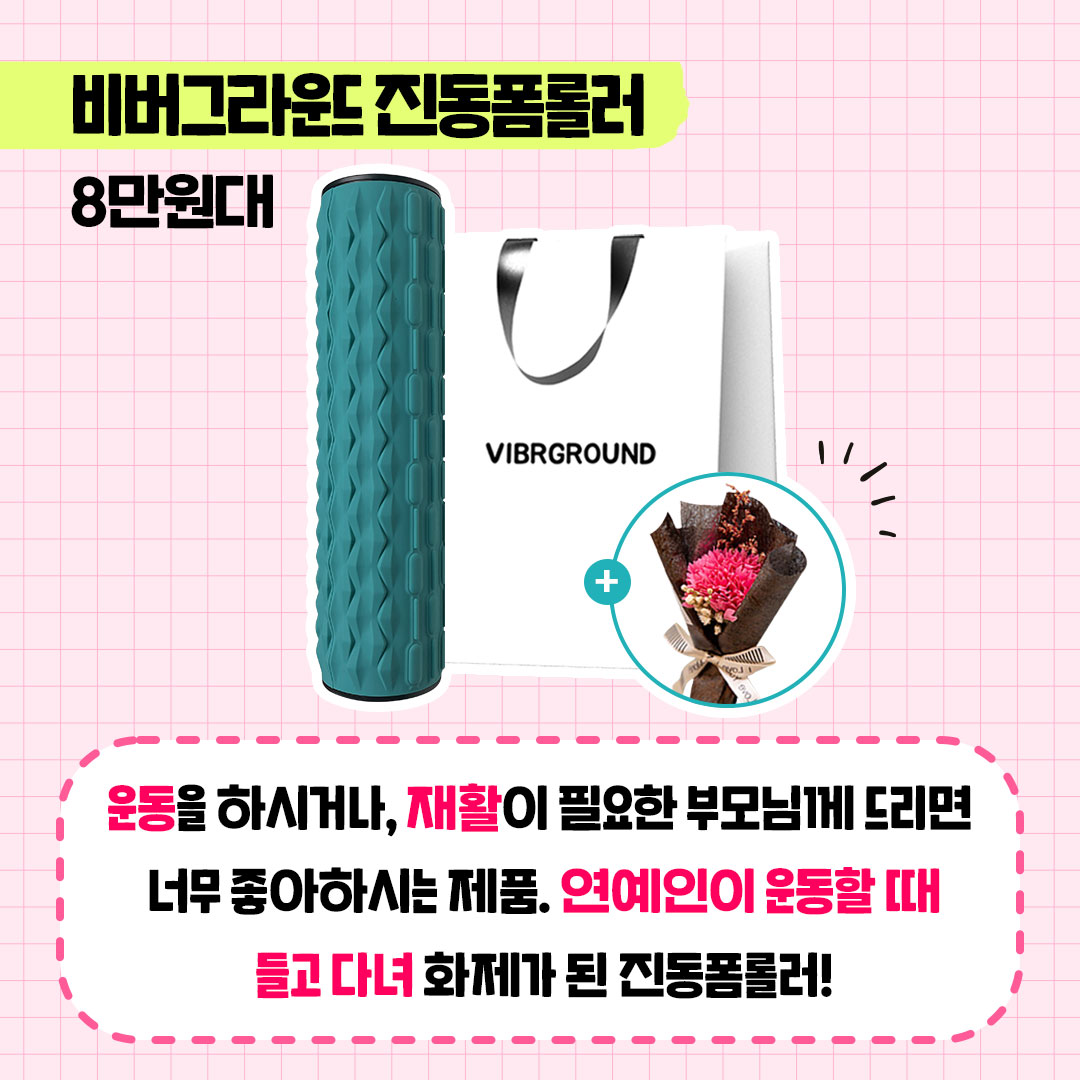 비버그라운드 진동폼롤러
8만원대
VIBRGROUND
+
운동을 하시거나, 재활이 필요한 부모님께 드리면
너무 좋아하시는 제품. 연예인이 운동할 때
들고 다녀 화제가 된 진동폼롤러!